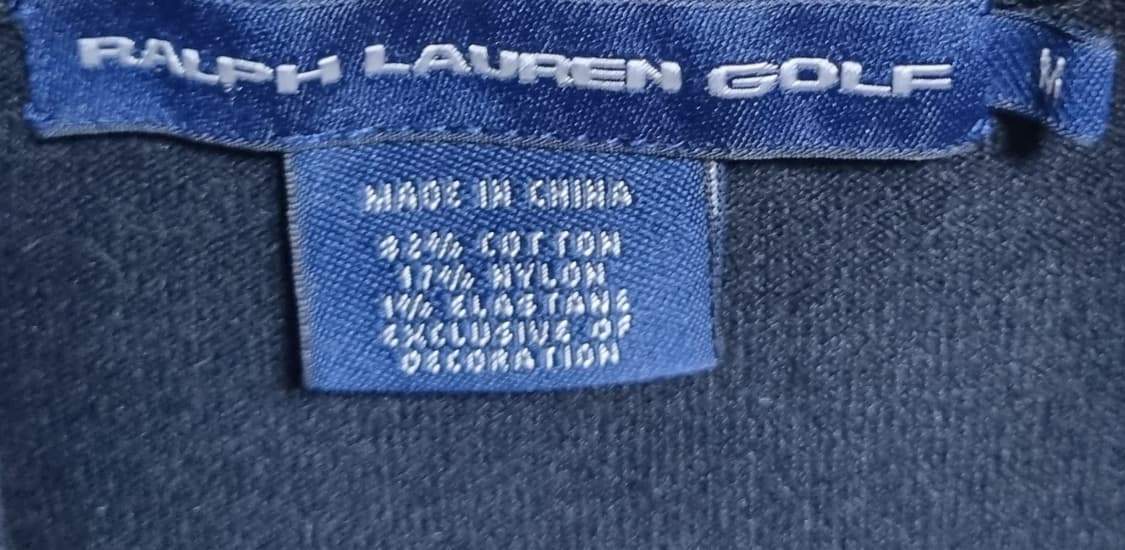 RALPH LAUREN GOLF
M
MADE IN CHINA
82% COTTON
17% NYLON
1% ELASTANE
EXCLUSIVE OF
DECORATION